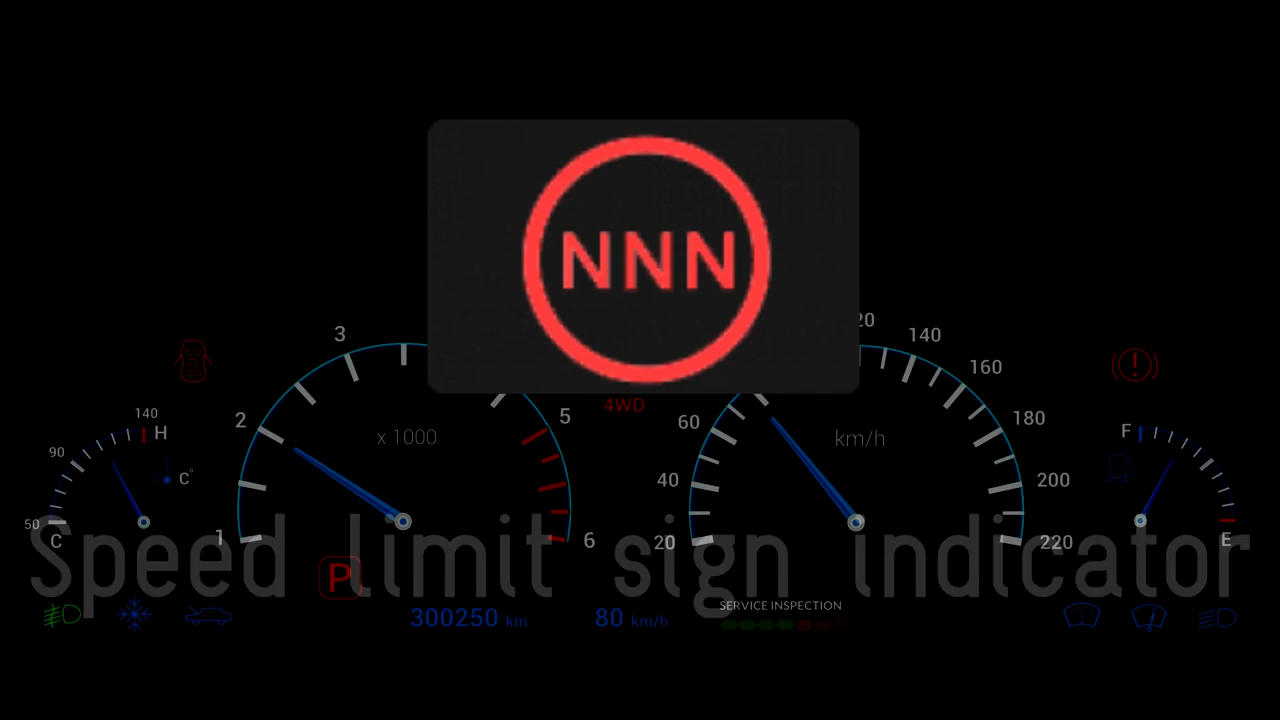 NNN
20
3
140
160
2
x 1000
5
4WD
60
km/h
180
140
H
90
C°
F
40
200
50
C
1
6
20
220
E
Speed limit sign indicator
P
300250 km
80 km/h
SERVICE INSPECTION